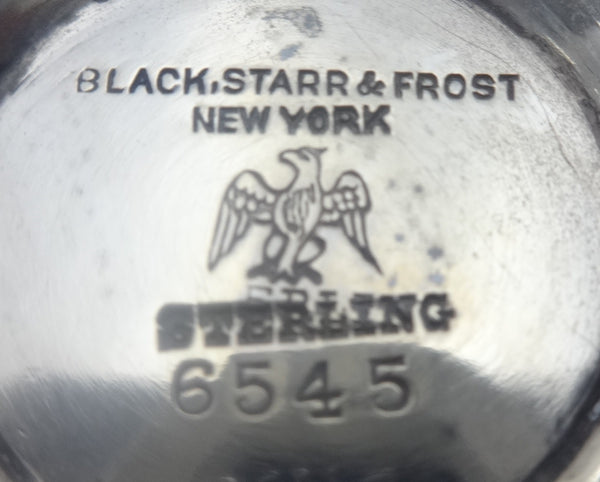 BLACK, STARR & FROST
NEW YORK
STERLING
6545